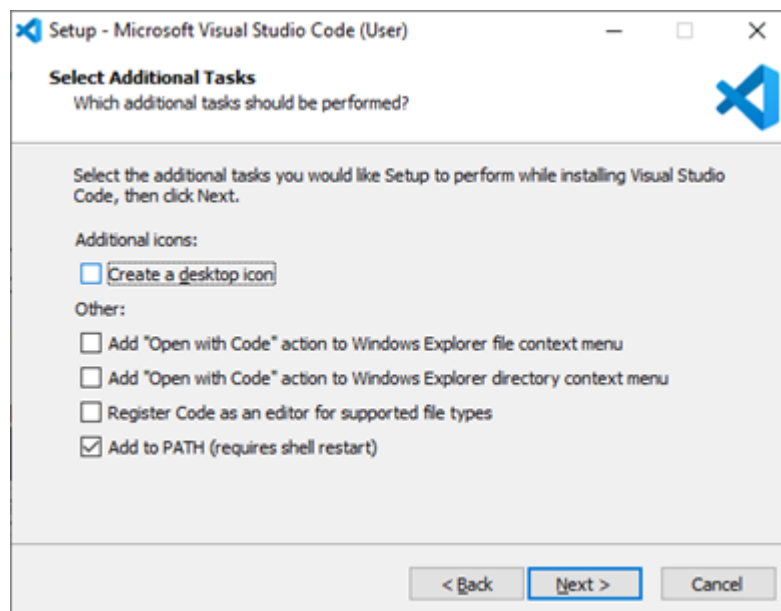 Setup - Microsoft Visual Studio Code (User)
Select Additional Tasks
Which additional tasks should be performed?
Select the additional tasks you would like Setup to perform while installing Visual Studio
Code, then click Next.
Additional icons:
Create a desktop icon
Other:
Add "Open with Code" action to Windows Explorer file context menu
Add "Open with Code" action to Windows Explorer directory context menu
Register Code as an editor for supported file types
Add to PATH (requires shell restart)
< Back Next > Cancel